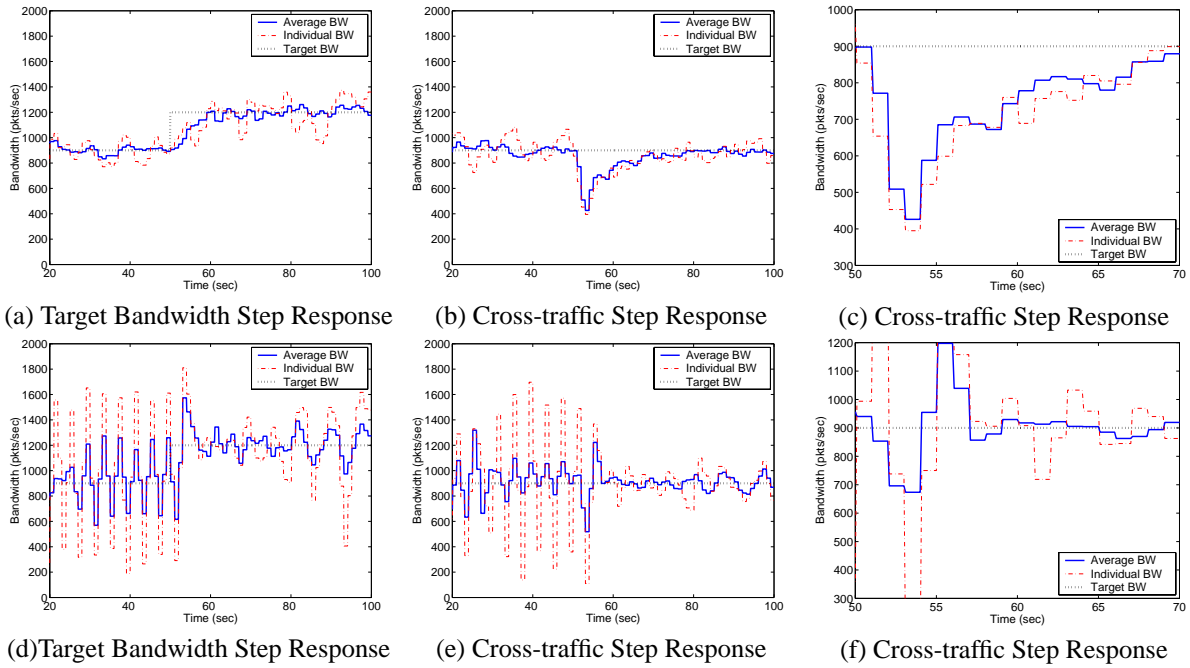 2000
1800
1600
1400
1200
1000
800
600
400
200
0
Bandwidth (pkts/sec)
Average BW
Individual BW
Target BW
20 40 60 80 100
Time (sec)
(a) Target Bandwidth Step Response
2000
1800
1600
1400
1200
1000
800
600
400
200
0
Bandwidth (pkts/sec)
Average BW
Individual BW
Target BW
20 40 60 80 100
Time (sec)
(b) Cross-traffic Step Response
1000
900
800
700
600
500
400
300
Bandwidth (pkts/sec)
Average BW
Individual BW
Target BW
50 55 60 65 70
Time (sec)
(c) Cross-traffic Step Response
2000
1800
1600
1400
1200
1000
800
600
400
200
0
Bandwidth (pkts/sec)
Average BW
Individual BW
Target BW
20 40 60 80 100
Time (sec)
(d)Target Bandwidth Step Response
2000
1800
1600
1400
1200
1000
800
600
400
200
0
Bandwidth (pkts/sec)
Average BW
Individual BW
Target BW
20 40 60 80 100
Time (sec)
(e) Cross-traffic Step Response
1200
1100
1000
900
800
700
600
500
400
300
Bandwidth (pkts/sec)
Average BW
Individual BW
Target BW
50 55 60 65 70
Time (sec)
(f) Cross-traffic Step Response